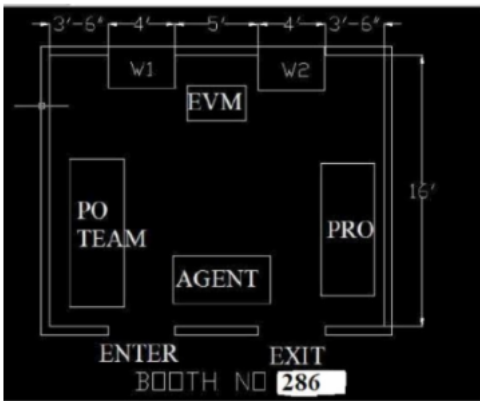 3'-6" 4' 5' 4' 3'-6"
W1 W2
EVM
16'
PO
TEAM
PRO
AGENT
ENTER EXIT
BOOTH NO 286